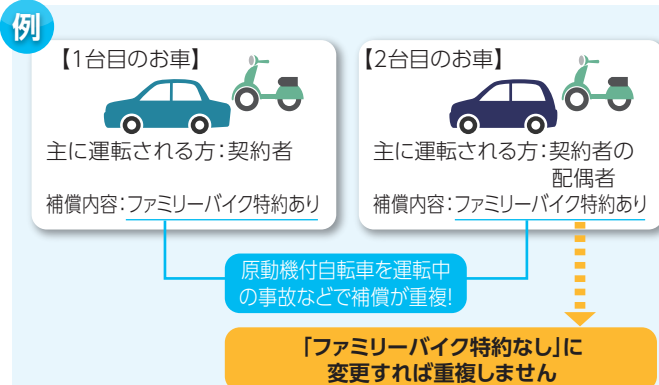 例
【1台目のお車】
主に運転される方：契約者
補償内容：ファミリーバイク特約あり
【2台目のお車】
主に運転される方：契約者の
配偶者
補償内容：ファミリーバイク特約あり
原動機付自転車を運転中
の事故などで補償が重複!
「ファミリーバイク特約なし」に
変更すれば重複しません